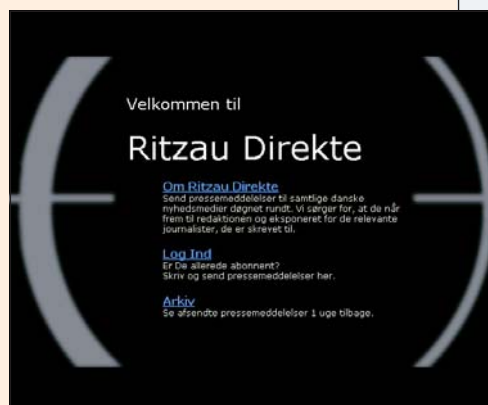 Velkommen til
Ritzau Direkte
Om Ritzau Direkte
Send pressemeddelelser til samtlige danske
nyhedsmedier døgnet rundt. Vi sørger for, at de når
frem til redaktionen og eksponeret for de relevante
journalister, de er skrevet til.
Log Ind
Er De allerede abonnent?
Skriv og send pressemeddelelser her.
Arkiv
Se afsendte pressemeddelelser 1 uge tilbage.